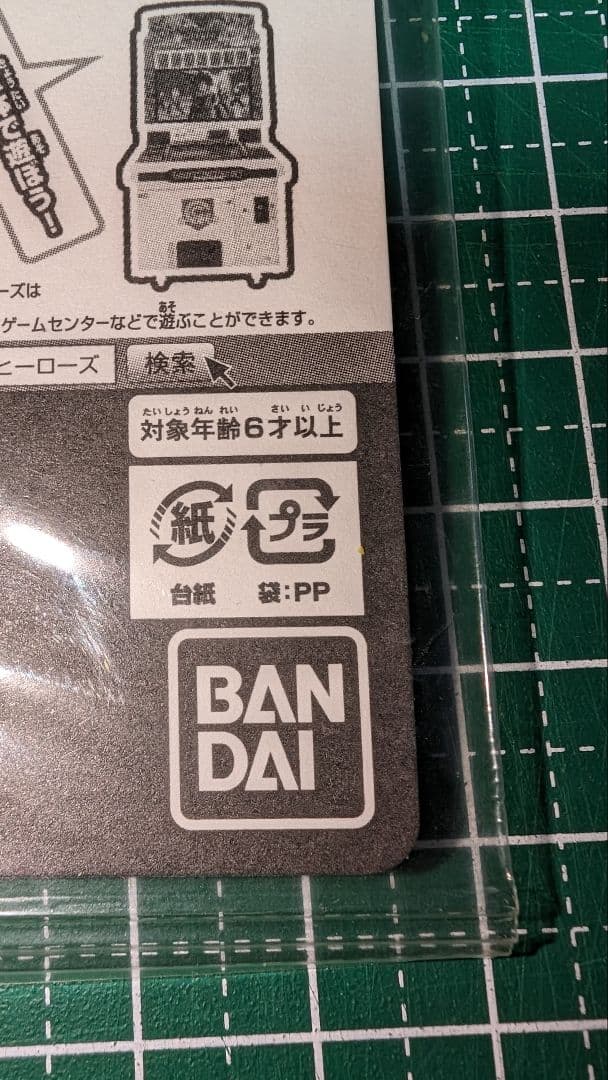 で遊ぼう!
ーズは
ゲームセンターなどで遊ぶことができます。
あそ
ヒーローズ 検索
たいしょうねんれい さいいじょう
対象年齢6才以上
紙 プラ
台紙 袋:PP
BAN
DAI